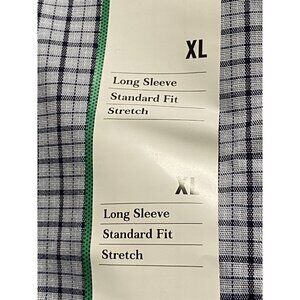 XL
Long Sleeve
Standard Fit
Stretch
XL
Long Sleeve
Standard Fit
Stretch